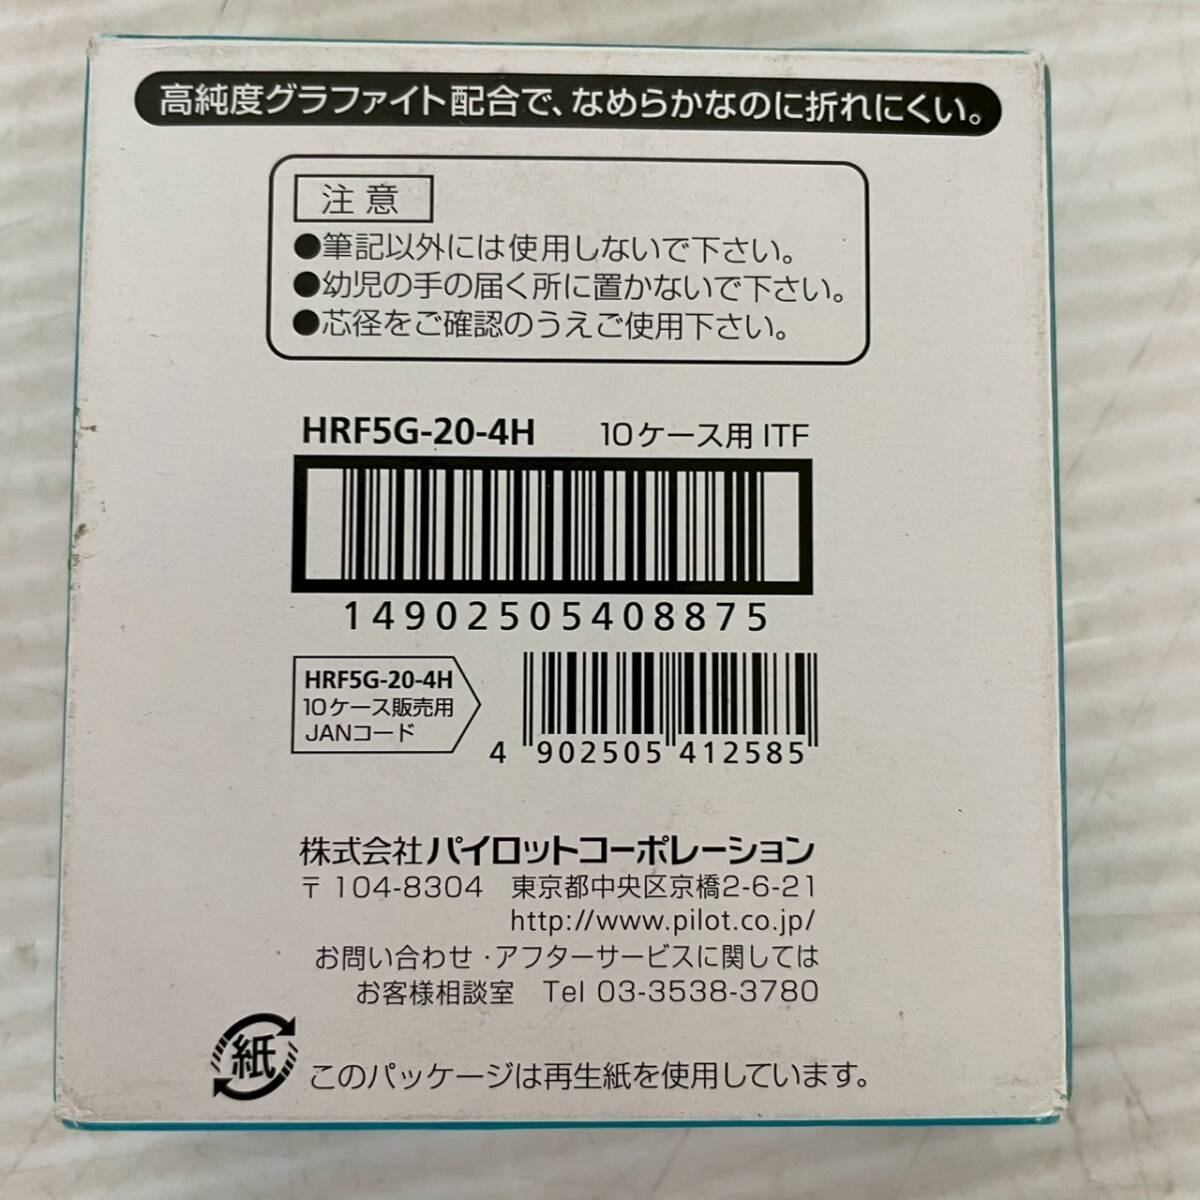 高純度グラファイト配合で、なめらかなのに折れにくい。
注意
●筆記以外には使用しないで下さい。
●幼児の手の届く所に置かないで下さい。
●芯径をご確認のうえご使用下さい。
HRF5G-20-4H 10ケース用 ITF
14902505408875
HRF5G-20-4H
10ケース販売用
JANコード
4 902505 412585
株式会社 パイロットコーポレーション
〒104-8304 東京都中央区京橋2-6-21
http://www.pilot.co.jp/
お問い合わせ・アフターサービスに関しては
お客様相談室 Tel 03-3538-3780
紙 このパッケージは再生紙を使用しています。